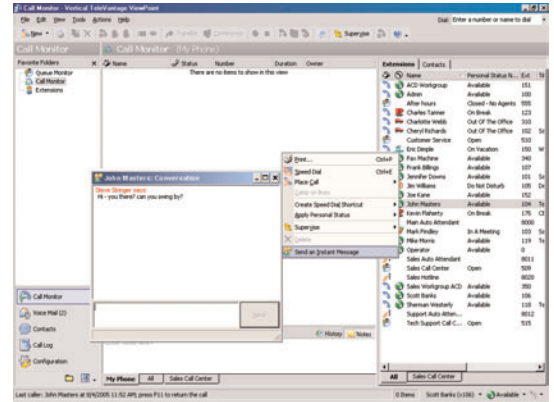 Call Monitor - Vertical TeleVantage ViewPoint
File Edit View Tools Actions Help
Dial: Enter a number or name to dial
New
Transfer
Conference
Supervise
Call Monitor
Call Monitor (My Phone)
Favorite Folders
Queue Monitor
Call Monitor
Extensions
Name Status Number Duration Owner
There are no items to show in this view
Extensions Contacts
Name Personal Status N... Ext.
ACD Workgroup Available 151
Admin Available 100
After hours Closed - No Agents 555
Charles Tanner On Break 123
Charlotte Webb Out Of The Office 310
Cheryl Richards Out Of The Office 102
Customer Service Open 510
Eric Dimple On Vacation 150
Fax Machine Available 340
Frank Billings Available 107
Jennifer Downs Available 101
Jim Williams Do Not Disturb 105
Joe Kane Available 152
John Masters Available 104
Kevin Flaherty On Break 175
Main Auto Attendant 8000
Mark Findley In A Meeting 103
Mike Morris Available 119
Operator Available 0
Sales Auto Attendant 8011
Sales Call Center Open 509
Sales Hotline 8020
Sales Workgroup ACD Available 350
Scott Banks Available 106
Sherman Westerly Available 118
Support Auto Atten... 8012
Tech Support Call C... Open 515
Print... Ctrl+P
Speed Dial Ctrl+E
Place Call
Create Speed Dial Shortcut
Apply Personal Status
Supervise
Delete
Send an Instant Message
John Masters: Conversation
Steve Stringer says:
Hi - you there? can you swing by?
Send
History Notes
Call Monitor
Voice Mail (2)
Contacts
Call Log
Configuration
My Phone All Sales Call Center
All Sales Call Center
Last caller: John Masters at 8/4/2005 11:52 AM; press F11 to return the call
0 Items
Scott Banks (x106)
Available